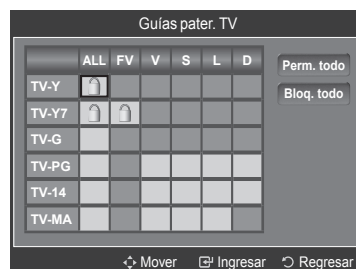 Guías pater. TV
ALL FV V S L D
Perm. todo
TV-Y
Bloq. todo
TV-Y7
TV-G
TV-PG
TV-14
TV-MA
Mover Ingresar Regresar